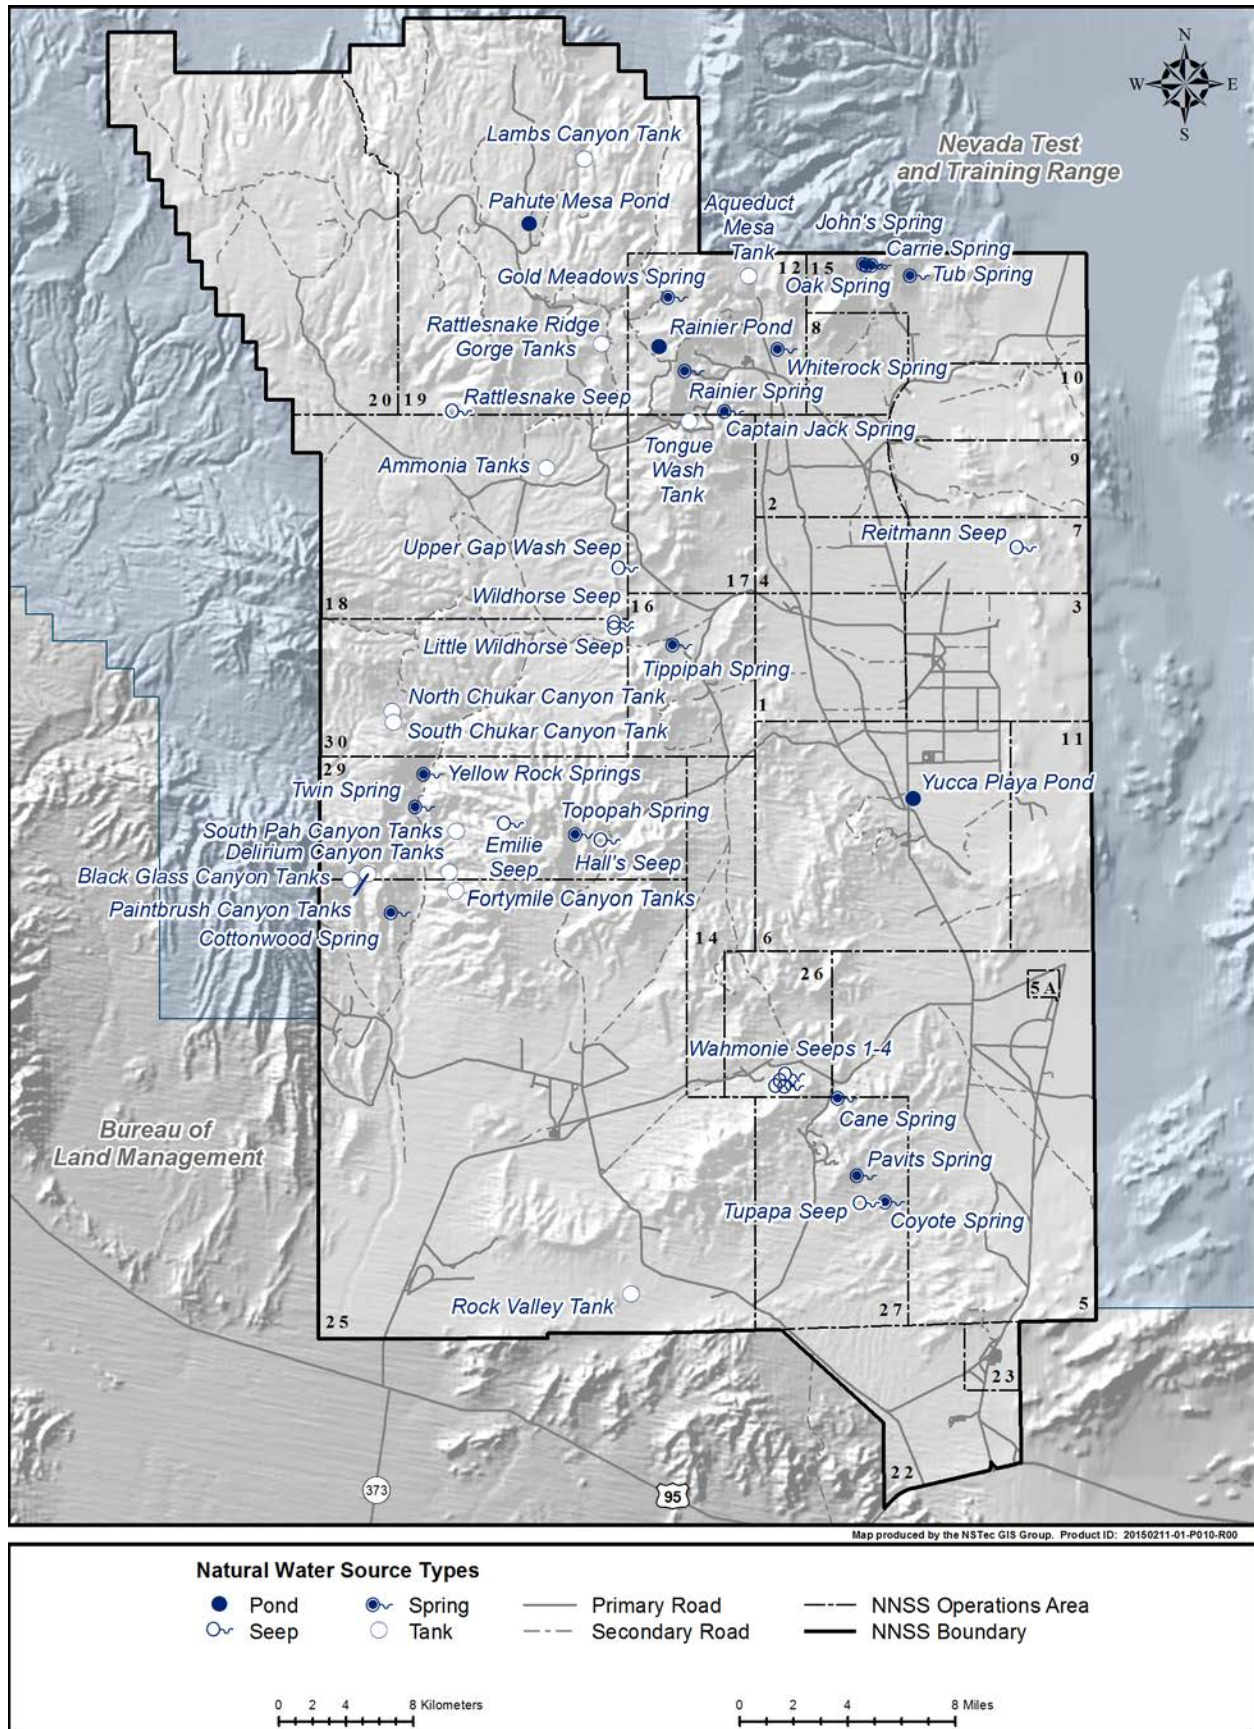 N
W
E
S
Lambs Canyon Tank
Nevada Test
and Training Range
Pahute Mesa Pond
Aqueduct
Mesa
Tank
John's Spring
Carrie Spring
Gold Meadows Spring
12
15
Oak Spring
Tub Spring
Rattlesnake Ridge
Gorge Tanks
Rainier Pond
8
Whiterock Spring
10
Rattlesnake Seep
Rainier Spring
20
19
Captain Jack Spring
Ammonia Tanks
Tongue
Wash
Tank
9
2
Reitmann Seep
7
Upper Gap Wash Seep
17
4
Wildhorse Seep
18
16
3
Little Wildhorse Seep
Tippipah Spring
North Chukar Canyon Tank
South Chukar Canyon Tank
1
30
11
29
Yellow Rock Springs
Twin Spring
Topopah Spring
Yucca Playa Pond
South Pah Canyon Tanks
Delirium Canyon Tanks
Emilie
Seep
Hall's Seep
Black Glass Canyon Tanks
Fortymile Canyon Tanks
Paintbrush Canyon Tanks
Cottonwood Spring
14
6
26
5A
Wahmonie Seeps 1-4
Cane Spring
Bureau of
Land Management
Pavits Spring
Tupapa Seep
Coyote Spring
Rock Valley Tank
25
27
5
23
22
373
95
Map produced by the NSTec GIS Group. Product ID: 20150211-01-P010-R00
Natural Water Source Types
Pond
Spring
Primary Road
NNSS Operations Area
Seep
Tank
Secondary Road
NNSS Boundary
0 2 4 8 Kilometers
0 2 4 8 Miles